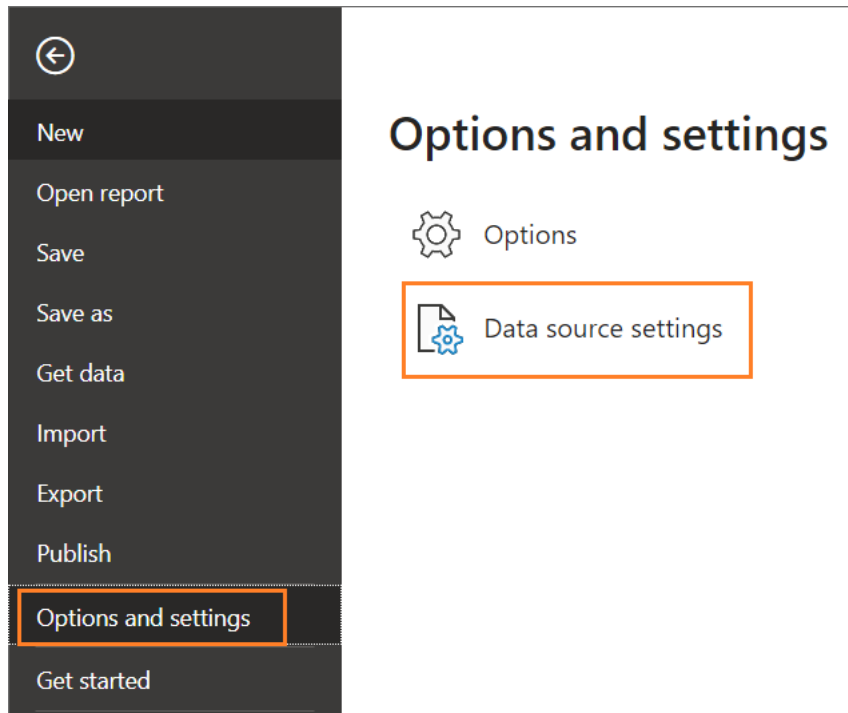 New
Open report
Save
Save as
Get data
Import
Export
Publish
Options and settings
Get started
Options and settings
Options
Data source settings